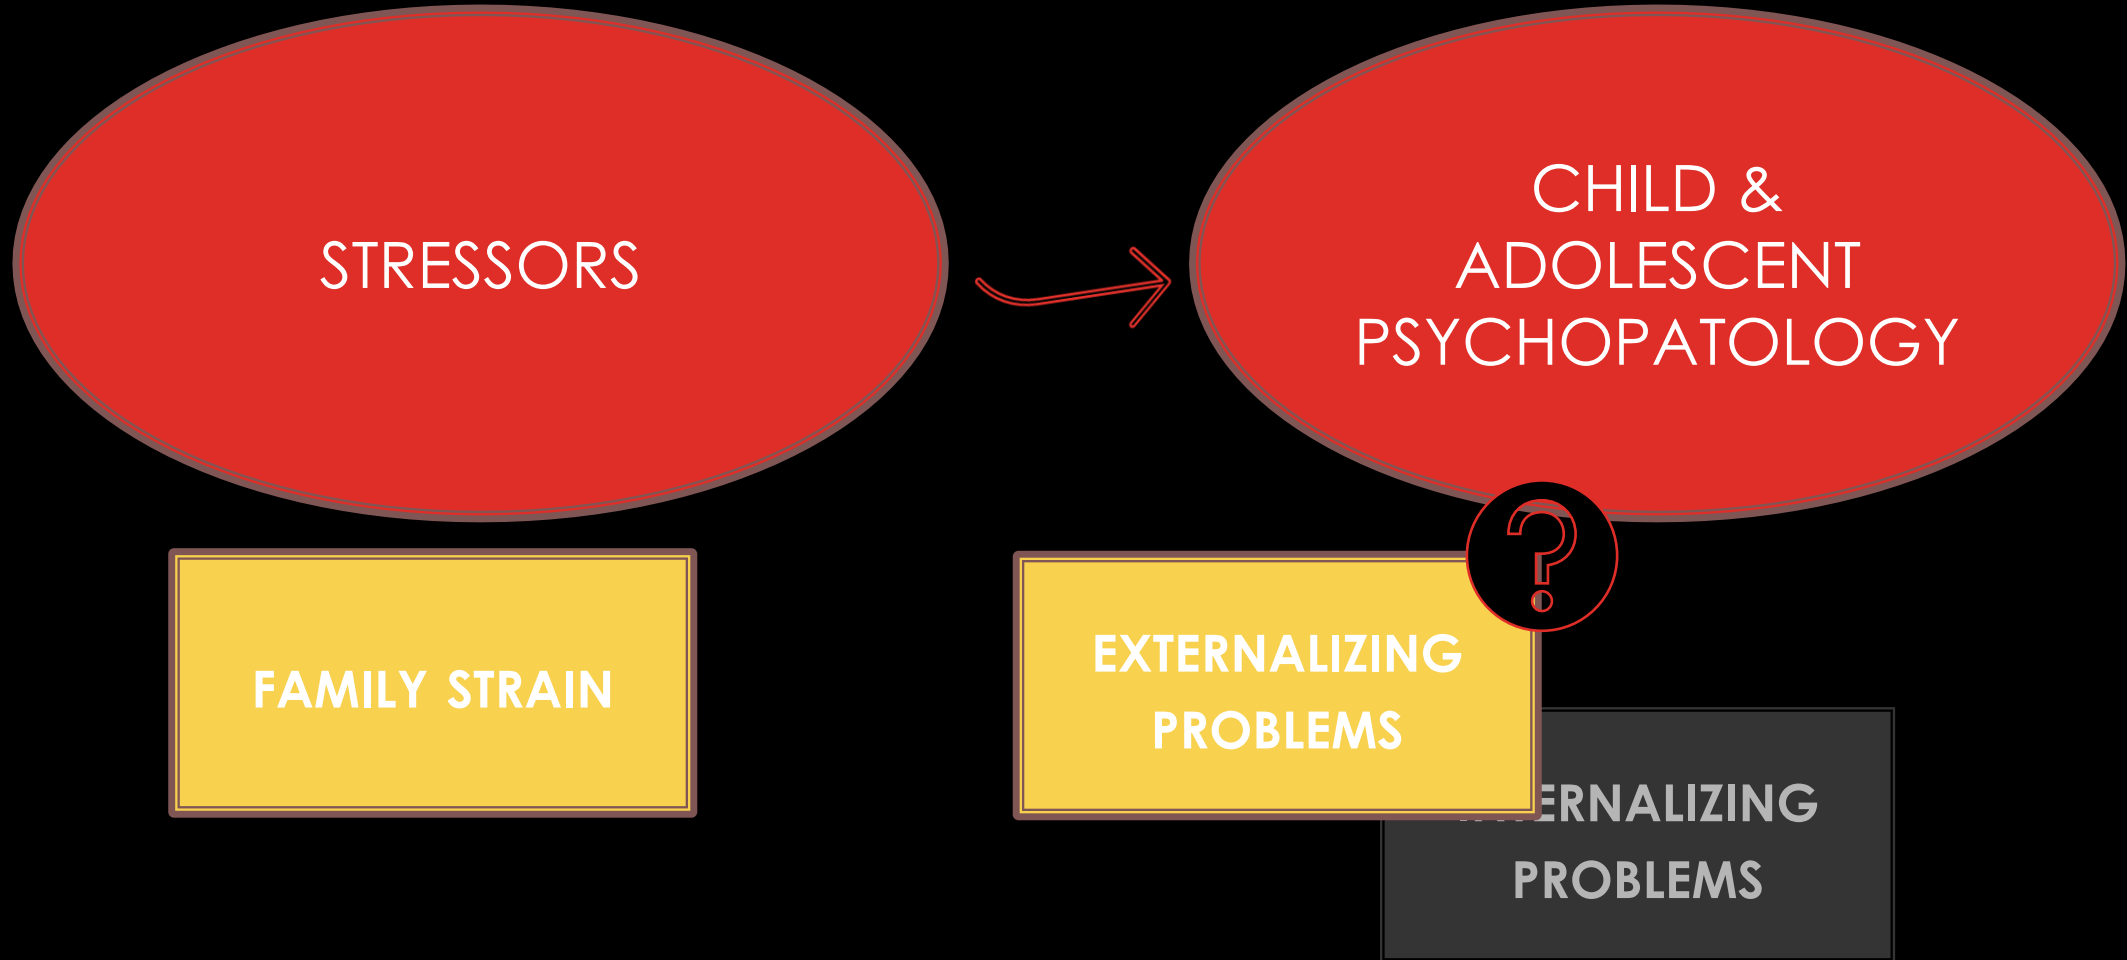 STRESSORS
CHILD &
ADOLESCENT
PSYCHOPATOLOGY
?
FAMILY STRAIN
EXTERNALIZING
PROBLEMS
ERNALIZING
PROBLEMS